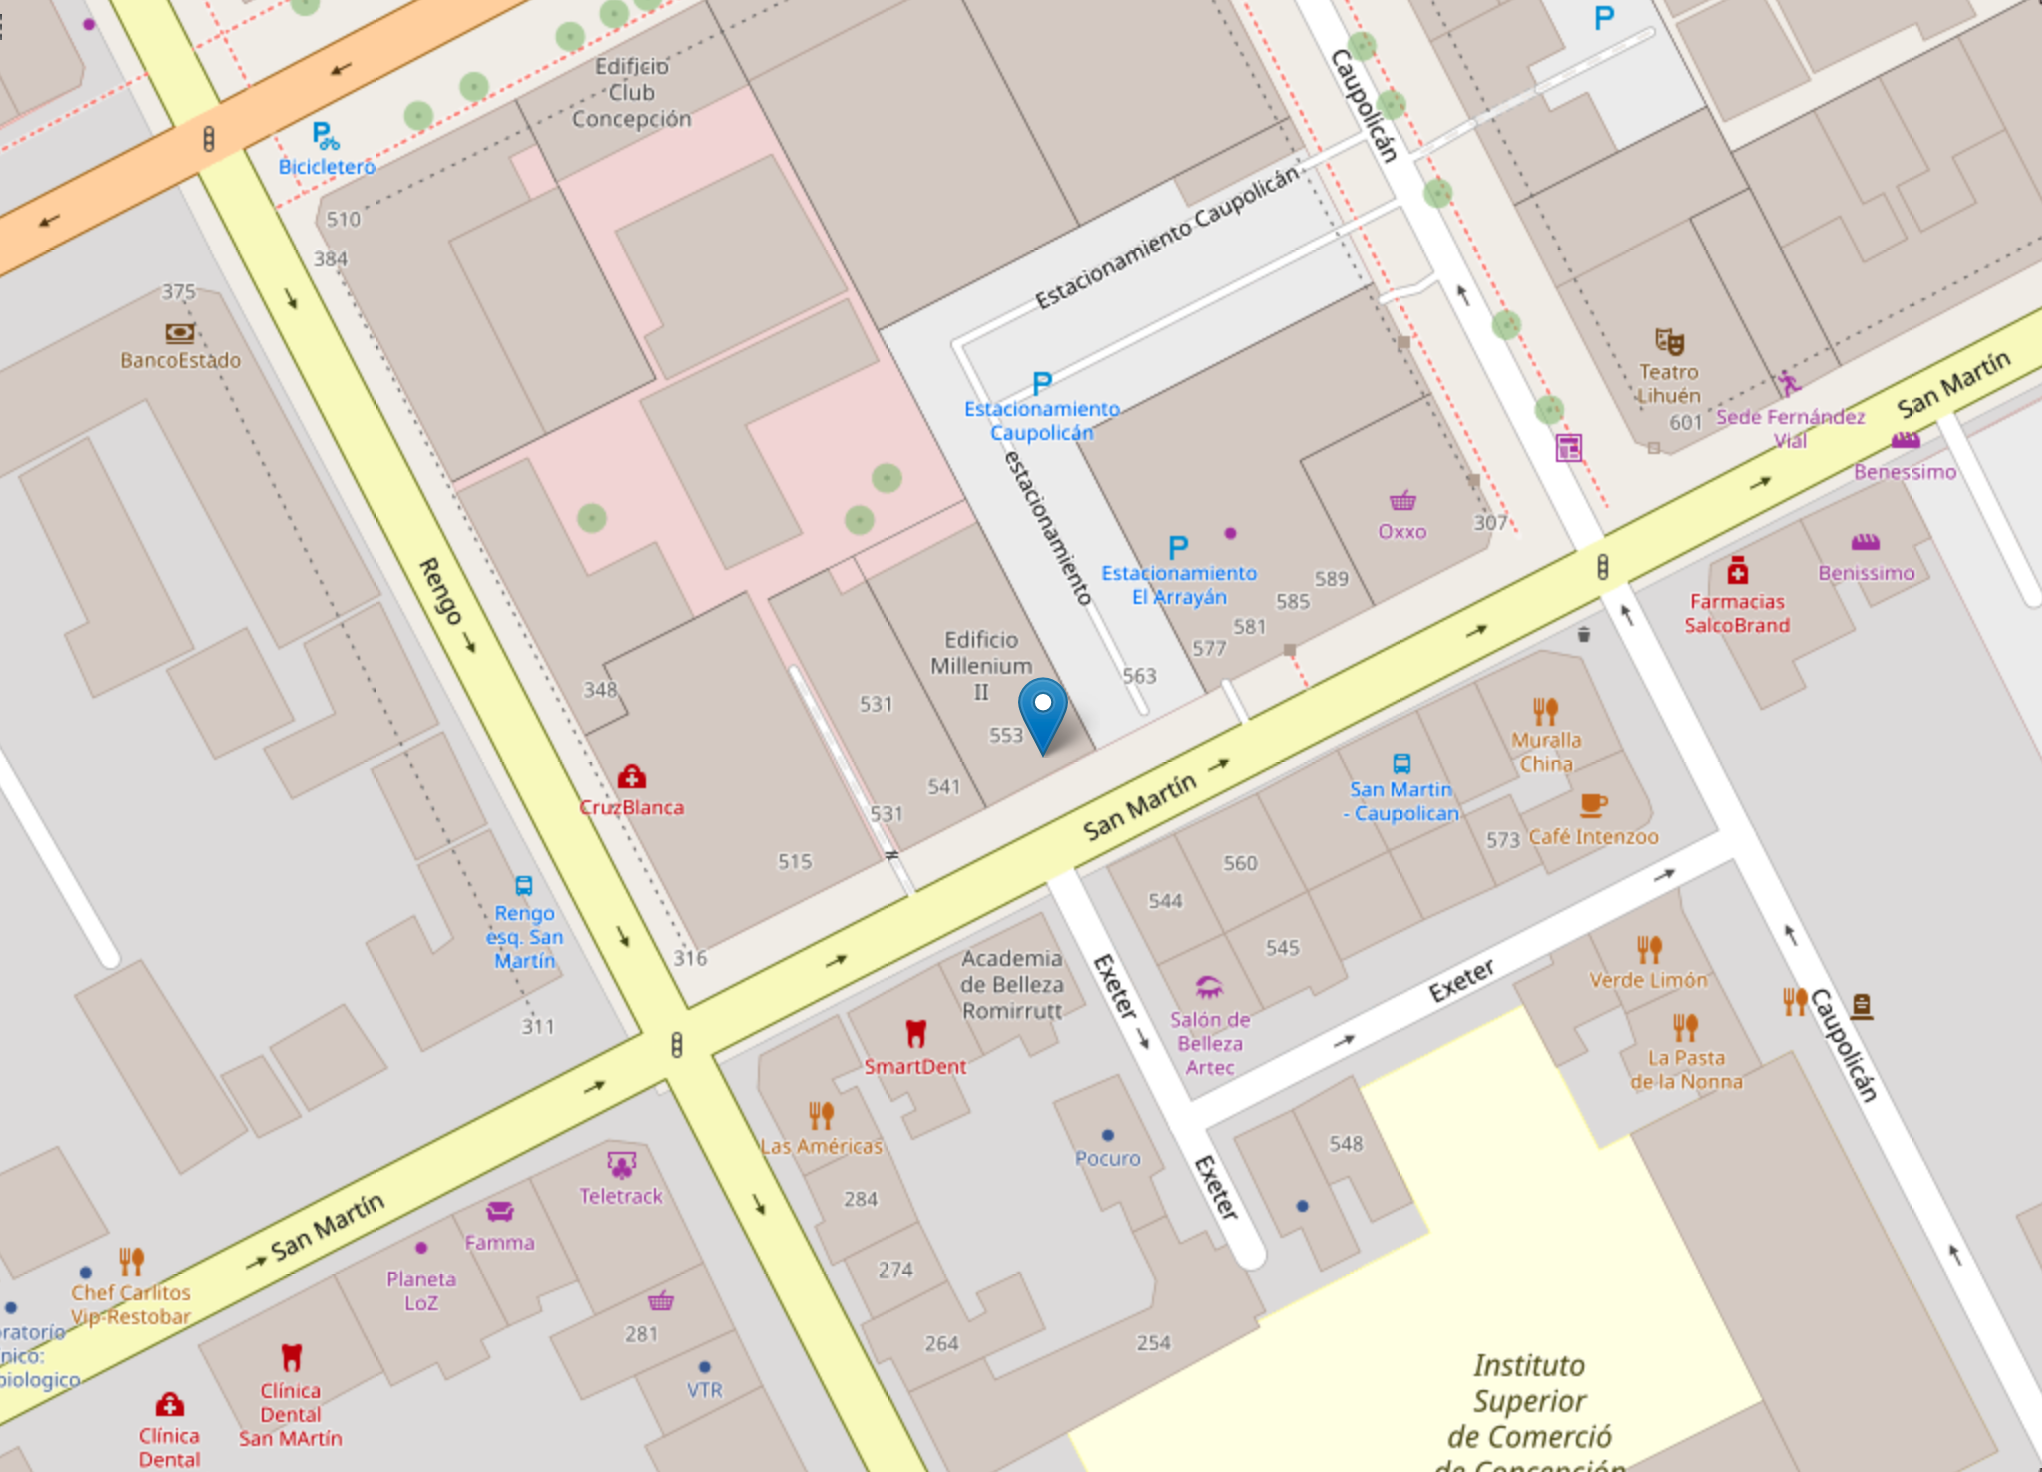 Edificio
Club
Concepción
Bicicletero
510
384
375
BancoEstado
Caupolicán
P
Estacionamiento Caupolicán
P
Estacionamiento
Caupolicán
estacionamiento
Teatro
Lihuén
601
Sede Fernández
Vial
San Martín
Benessimo
Oxxo
307
P
Estacionamiento
El Arrayán
589
585
581
577
563
Benissimo
Farmacias
SalcoBrand
Rengo
Edificio
Millenium
II
553
348
531
541
531
CruzBlanca
515
316
San Martín
Muralla
China
San Martin
- Caupolican
Café Intenzoo
573
560
544
545
Rengo
esq. San
Martín
311
Academia
de Belleza
Romirrutt
SmartDent
Exeter
Salón de
Belleza
Artec
Exeter
Verde Limón
La Pasta
de la Nonna
Caupolicán
Las Américas
Pocuro
548
Exeter
Teletrack
284
274
264
254
San Martín
Famma
Planeta
LoZ
281
VTR
Chef Carlitos
Vip-Restobar
oratorío
nico:
biologico
Clínica
Dental
San MArtín
Clínica
Dental
Instituto
Superior
de Comerció
de Concepción